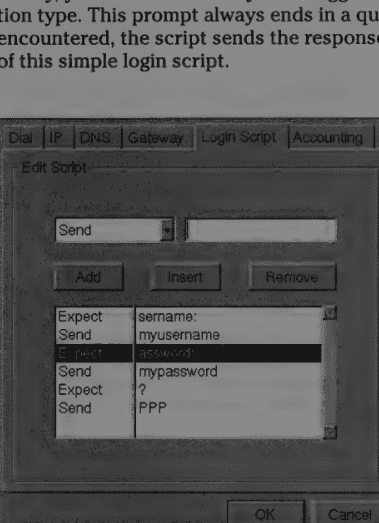 tion type. This prompt always ends in a qu
encountered, the script sends the response
of this simple login script.
Dial IP DNS Gateway Login Script Accounting
Edit Script
Send
Add Insert Remove
Expect sername:
Send myusername
Expect assword:
Send mypassword
Expect ?
Send PPP
OK Cancel